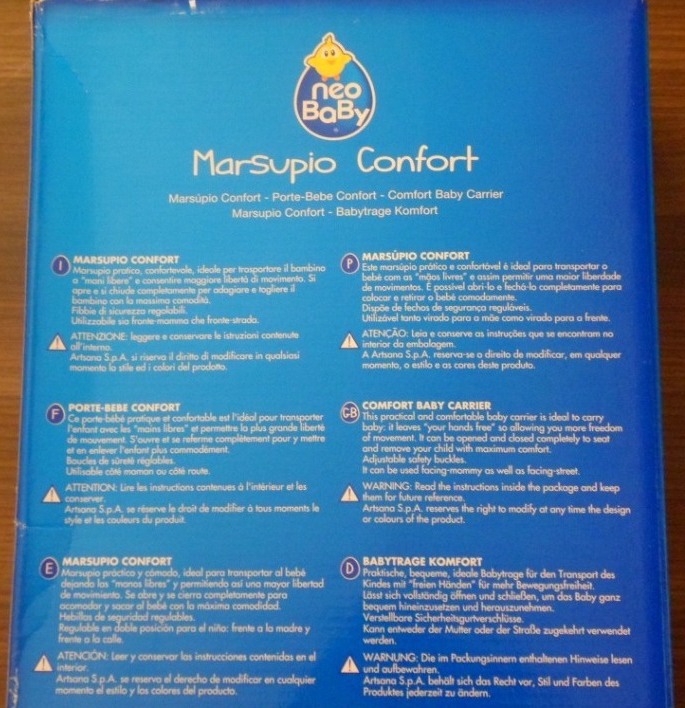 neo
BaBy
Marsupio Confort
Marsúpio Confort - Porte-Bebe Confort - Comfort Baby Carrier
Marsupio Confort - Babytrage Komfort
I
MARSUPIO CONFORT
Marsupio pratico, confortevole, ideale per trasportare il bambino
a "mani libere" e consentire maggiore libertà di movimento. Si
apre e si chiude completamente per adagiare e togliere il
bambino con la massima comodità.
Fibbie di sicurezza regolabili.
Utilizzabile sia fronte-mamma che fronte-strada.
ATTENZIONE: leggere e conservare le istruzioni contenute
all'interno.
Artsana S.p.A. si riserva il diritto di modificare in qualsiasi
momento lo stile ed i colori del prodotto.
P
MARSÚPIO CONFORT
Este marsúpio prático e confortável é ideal para transportar o
bebé com as "mãos livres" e assim permitir uma maior liberdade
de movimentos. É possível abri-lo e fechá-lo completamente para
colocar e retirar o bebé comodamente.
Dispõe de fechos de segurança reguláveis.
Utilizável tanto virado para a mãe como virado para a frente.
ATENÇÃO: Leia e conserve as instruções que se encontram no
interior da embalagem.
A Artsana S.p.A. reserva-se o direito de modificar, em qualquer
momento, o estilo e as cores deste produto.
F
PORTE-BEBE CONFORT
Ce porte-bébé pratique et confortable est l'idéal pour transporter
l'enfant avec les "mains libres" et permettre la plus grande liberté
de mouvement. S'ouvre et se referme complètement pour y mettre
et en enlever l'enfant plus commodément.
Boucles de sûreté réglables.
Utilisable côté maman ou côté route.
ATTENTION: Lire les instructions contenues à l'intérieur et les
conserver.
Artsana S.p.A. se réserve le droit de modifier à tous moments le
style et les couleurs du produit.
GB
COMFORT BABY CARRIER
This practical and comfortable baby carrier is ideal to carry
baby: it leaves "your hands free" so allowing you more freedom
of movement. It can be opened and closed completely to seat
and remove your child with maximum comfort.
Adjustable safety buckles.
It can be used facing-mommy as well as facing-street.
WARNING: Read the instructions inside the package and keep
them for future reference.
Artsana S.p.A. reserves the right to modify at any time the design
or colours of the product.
E
MARSUPIO CONFORT
Marsupio práctico y cómodo, ideal para transportar al bebé
dejando las "manos libres" y permitiendo así una mayor libertad
de movimiento. Se abre y se cierra completamente para
acomodar y sacar al bebé con la máxima comodidad.
Hebillas de seguridad regulables.
Regulable en doble posición para el niño: frente a la madre y
frente a la calle.
ATENCIÓN: Leer y conservar las instrucciones contenidas en el
interior.
Artsana S.p.A. se reserva el derecho de modificar en cualquier
momento el estilo y los colores del producto.
D
BABYTRAGE KOMFORT
Praktische, bequeme, ideale Babytrage für den Transport des
Kindes mit "freien Händen" für mehr Bewegungsfreiheit.
Lässt sich vollständig öffnen und schließen, um das Baby ganz
bequem hineinzusetzen und herauszunehmen.
Verstellbare Sicherheitsgurtverschlüsse.
Kann entweder der Mutter oder der Straße zugekehrt verwendet
werden.
WARNUNG: Die im Packungsinnern enthaltenen Hinweise lesen
und aufbewahren.
Artsana S.p.A. behält sich das Recht vor, Stil und Farben des
Produktes jederzeit zu ändern.